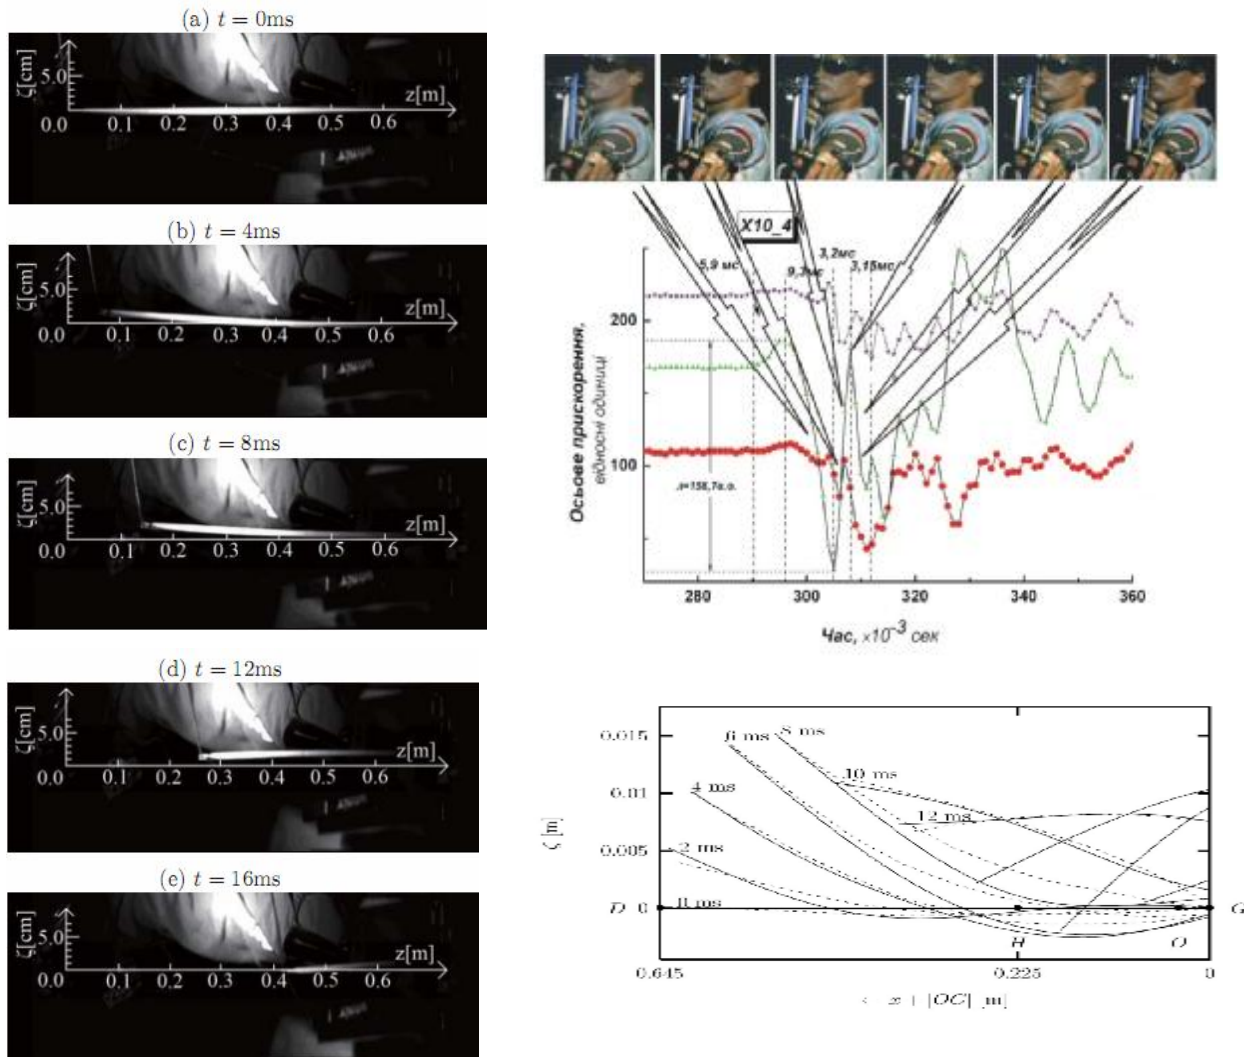 (a) t = 0ms
ζ[cm]
5.0
z[m]
0.0 0.1 0.2 0.3 0.4 0.5 0.6
(b) t = 4ms
ζ[cm]
5.0
z[m]
0.0 0.1 0.2 0.3 0.4 0.5 0.6
(c) t = 8ms
ζ[cm]
5.0
z[m]
0.0 0.1 0.2 0.3 0.4 0.5 0.6
(d) t = 12ms
ζ[cm]
5.0
z[m]
0.0 0.1 0.2 0.3 0.4 0.5 0.6
(e) t = 16ms
ζ[cm]
5.0
z[m]
0.0 0.1 0.2 0.3 0.4 0.5 0.6
X10_4
5,9 мс
9,3мс
3,2мс
3,15мс
Осьове прискорення,
відносні одиниці
200
100
280 300 320 340 360
Час, x10⁻³ сек
ζ [m]
0.015
0.01
0.005
0
D
8 ms
6 ms
10 ms
4 ms
12 ms
2 ms
0 ms
G
H
O
0.645 0.225 0